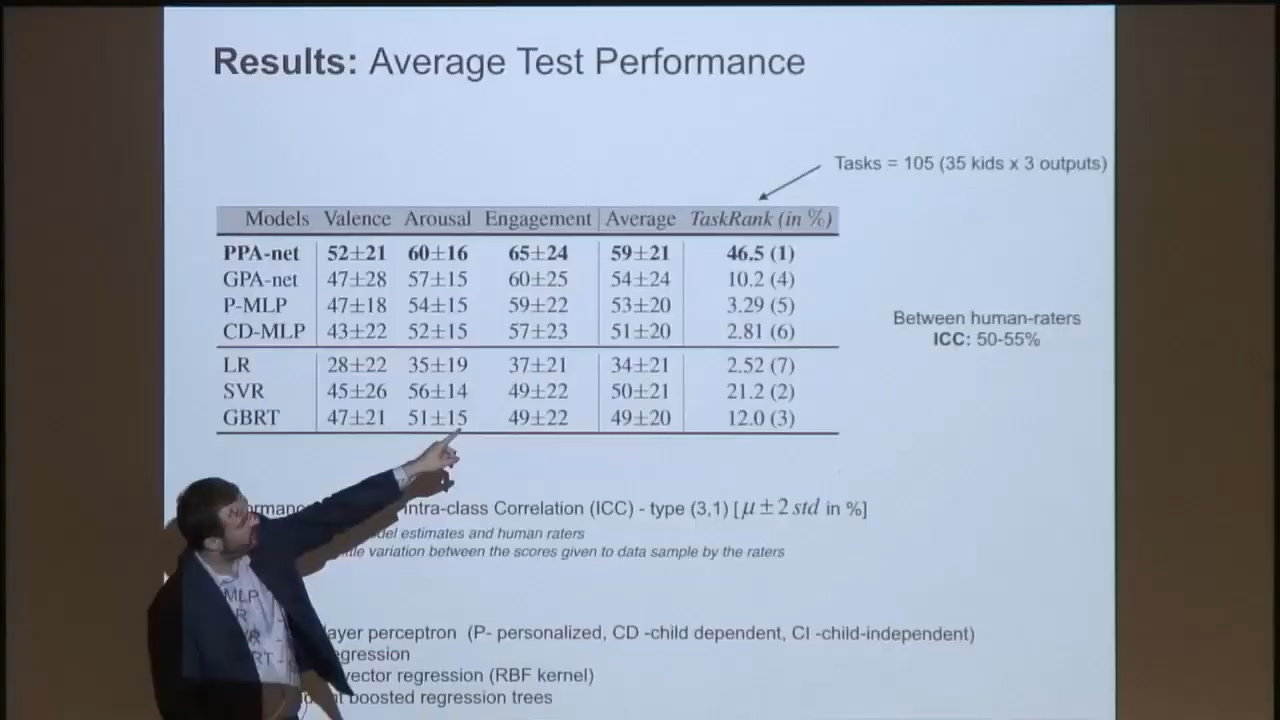 Results: Average Test Performance
Tasks = 105 (35 kids x 3 outputs)
Models Valence Arousal Engagement Average TaskRank (in %)
PPA-net 52±21 60±16 65±24 59±21 46.5 (1)
GPA-net 47±28 57±15 60±25 54±24 10.2 (4)
P-MLP 47±18 54±15 59±22 53±20 3.29 (5)
CD-MLP 43±22 52±15 57±23 51±20 2.81 (6)
LR 28±22 35±19 37±21 34±21 2.52 (7)
SVR 45±26 56±14 49±22 50±21 21.2 (2)
GBRT 47±21 51±15 49±22 49±20 12.0 (3)
Between human-raters
ICC: 50-55%
Intra-class Correlation (ICC) - type (3,1) [μ ± 2 std in %]
estimates and human raters
variation between the scores given to data sample by the raters
MLP layer perceptron (P- personalized, CD -child dependent, CI -child-independent)
R egression
vector regression (RBF kernel)
RT - boosted regression trees